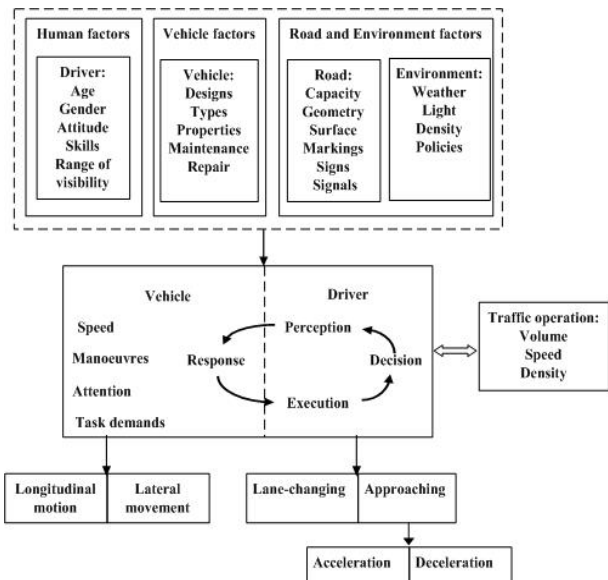 Human factors
Driver:
Age
Gender
Attitude
Skills
Range of
visibility
Vehicle factors
Vehicle:
Designs
Types
Properties
Maintenance
Repair
Road and Environment factors
Road:
Capacity
Geometry
Surface
Markings
Signs
Signals
Environment:
Weather
Light
Density
Policies
Vehicle
Speed
Manoeuvres
Attention
Task demands
Response
Driver
Perception
Decision
Execution
Traffic operation:
Volume
Speed
Density
Longitudinal
motion
Lateral
movement
Lane-changing
Approaching
Acceleration
Deceleration